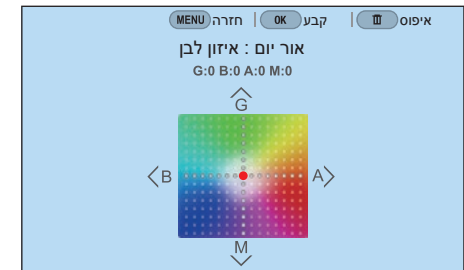 איפוס | OK קבע | MENU חזרה
אור יום : איזון לבן
G:0 B:0 A:0 M:0
G
B A
M